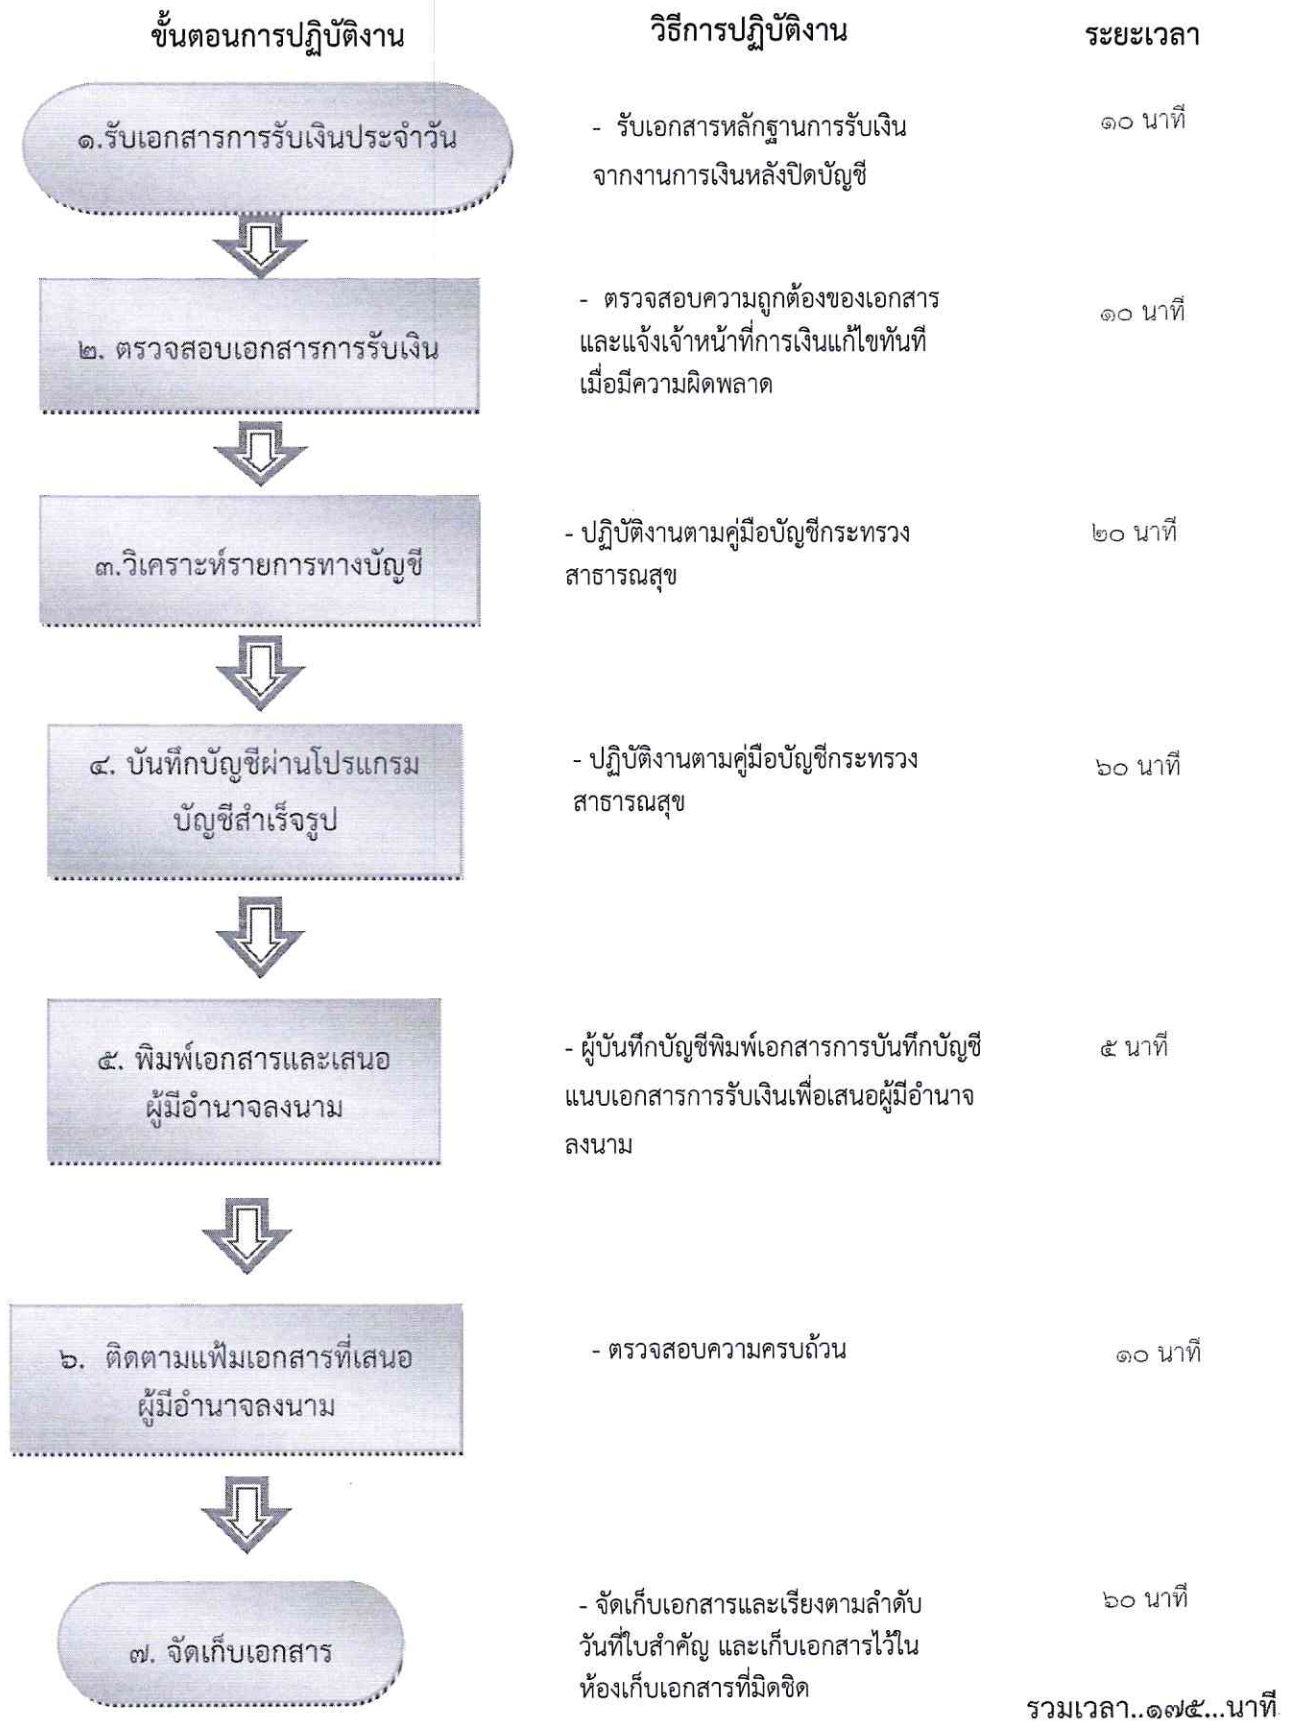 ขั้นตอนการปฏิบัติงาน
วิธีการปฏิบัติงาน
ระยะเวลา
๑.รับเอกสารการรับเงินประจำวัน
- รับเอกสารหลักฐานการรับเงิน
จากงานการเงินหลังปิดบัญชี
๑๐ นาที
๒. ตรวจสอบเอกสารการรับเงิน
- ตรวจสอบความถูกต้องของเอกสาร
และแจ้งเจ้าหน้าที่การเงินแก้ไขทันที
เมื่อมีความผิดพลาด
๑๐ นาที
๓.วิเคราะห์รายการทางบัญชี
- ปฏิบัติงานตามคู่มือบัญชีกระทรวง
สาธารณสุข
๒๐ นาที
๔. บันทึกบัญชีผ่านโปรแกรม
บัญชีสำเร็จรูป
- ปฏิบัติงานตามคู่มือบัญชีกระทรวง
สาธารณสุข
๖๐ นาที
๕. พิมพ์เอกสารและเสนอ
ผู้มีอำนาจลงนาม
- ผู้บันทึกบัญชีพิมพ์เอกสารการบันทึกบัญชี
แนบเอกสารการรับเงินเพื่อเสนอผู้มีอำนาจ
ลงนาม
๕ นาที
๖. ติดตามแฟ้มเอกสารที่เสนอ
ผู้มีอำนาจลงนาม
- ตรวจสอบความครบถ้วน
๑๐ นาที
๗. จัดเก็บเอกสาร
- จัดเก็บเอกสารและเรียงตามลำดับ
วันที่ใบสำคัญ และเก็บเอกสารไว้ใน
ห้องเก็บเอกสารที่มิดชิด
๖๐ นาที
รวมเวลา..๑๗๕...นาที